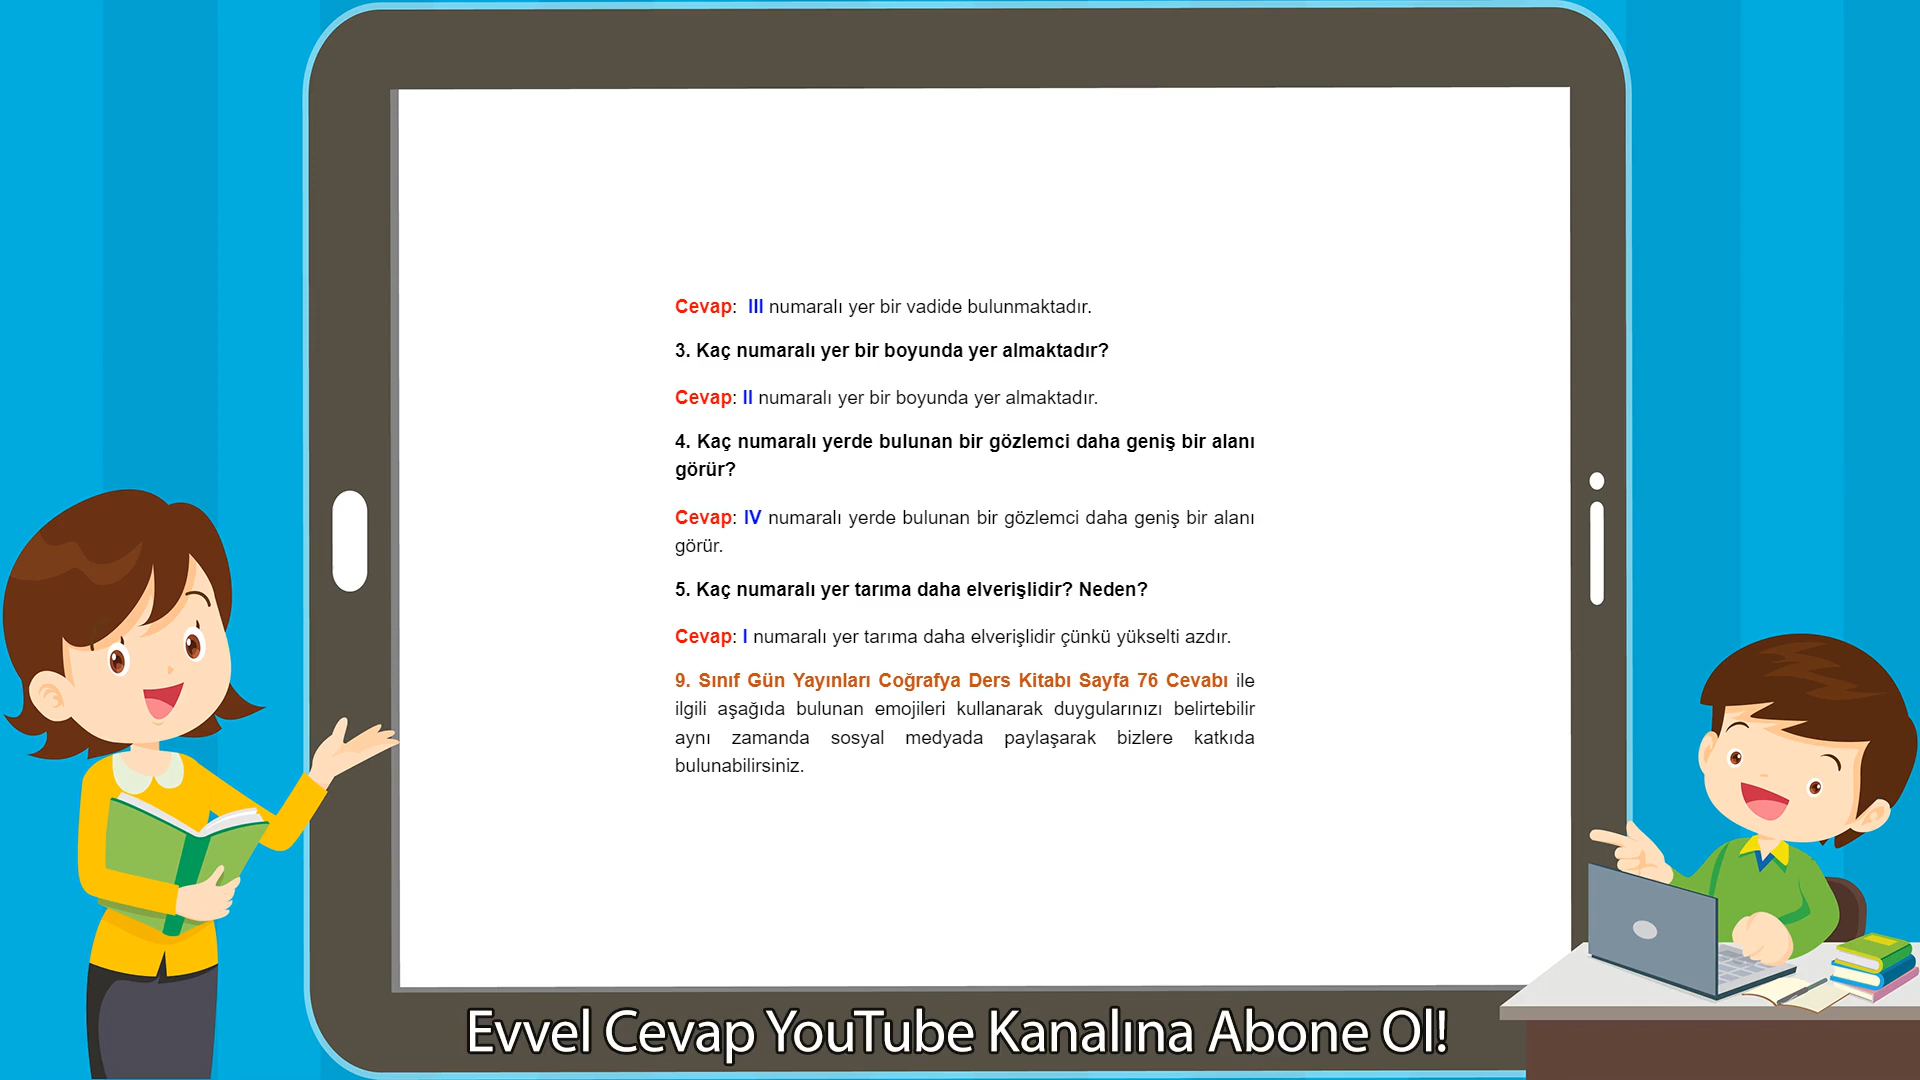 Cevap:  III numaralı yer bir vadide bulunmaktadır.
3. Kaç numaralı yer bir boyunda yer almaktadır?
Cevap: II numaralı yer bir boyunda yer almaktadır.
4. Kaç numaralı yerde bulunan bir gözlemci daha geniş bir alanı
görür?
Cevap: IV numaralı yerde bulunan bir gözlemci daha geniş bir alanı
görür.
5. Kaç numaralı yer tarıma daha elverişlidir? Neden?
Cevap: I numaralı yer tarıma daha elverişlidir çünkü yükselti azdır.
9. Sınıf Gün Yayınları Coğrafya Ders Kitabı Sayfa 76 Cevabı ile
ilgili aşağıda bulunan emojileri kullanarak duygularınızı belirtebilir
aynı zamanda sosyal medyada paylaşarak bizlere katkıda
bulunabilirsiniz.
Evvel Cevap YouTube Kanalına Abone Ol!